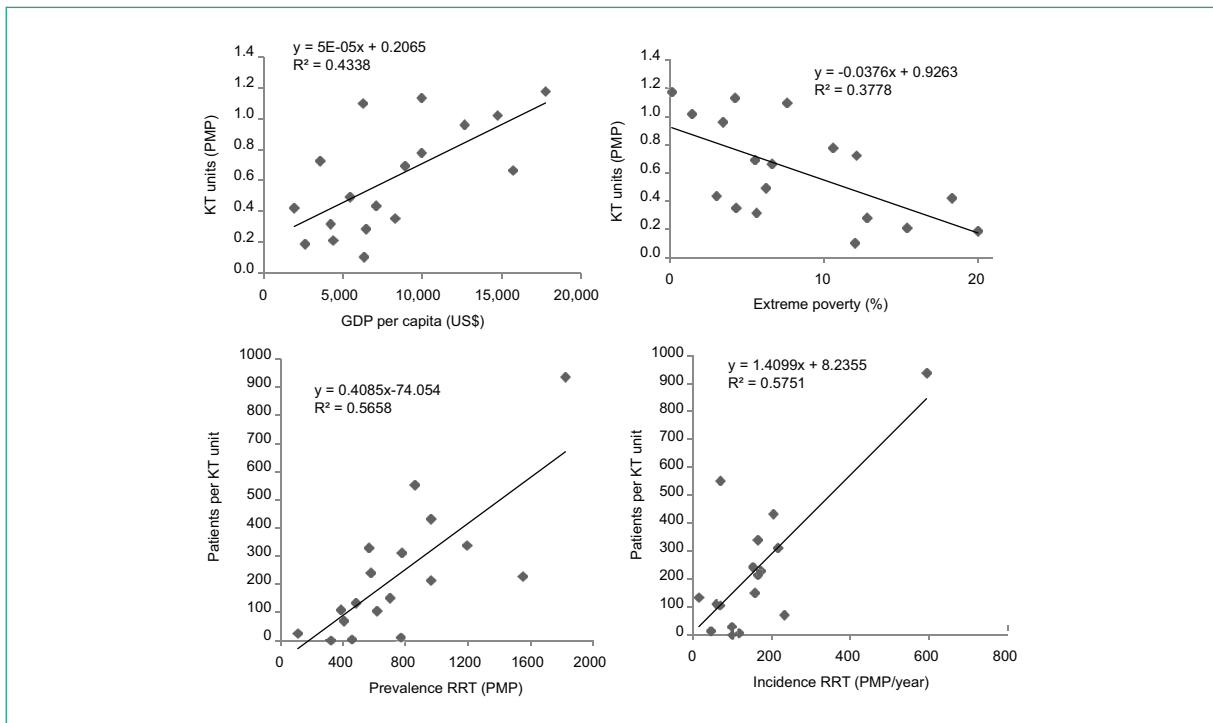 y = 5E-05x + 0.2065
R² = 0.4338
KT units (PMP)
1.4
1.2
1.0
0.8
0.6
0.4
0.2
0.0
0 5,000 10,000 15,000 20,000
GDP per capita (US$)
y = -0.0376x + 0.9263
R² = 0.3778
KT units (PMP)
1.4
1.2
1.0
0.8
0.6
0.4
0.2
0.0
0 10 20
Extreme poverty (%)
y = 0.4085x-74.054
R² = 0.5658
Patients per KT unit
1000
900
800
700
600
500
400
300
200
100
0
0 400 800 1200 1600 2000
Prevalence RRT (PMP)
y = 1.4099x + 8.2355
R² = 0.5751
Patients per KT unit
1000
900
800
700
600
500
400
300
200
100
0
0 200 400 600 800
Incidence RRT (PMP/year)